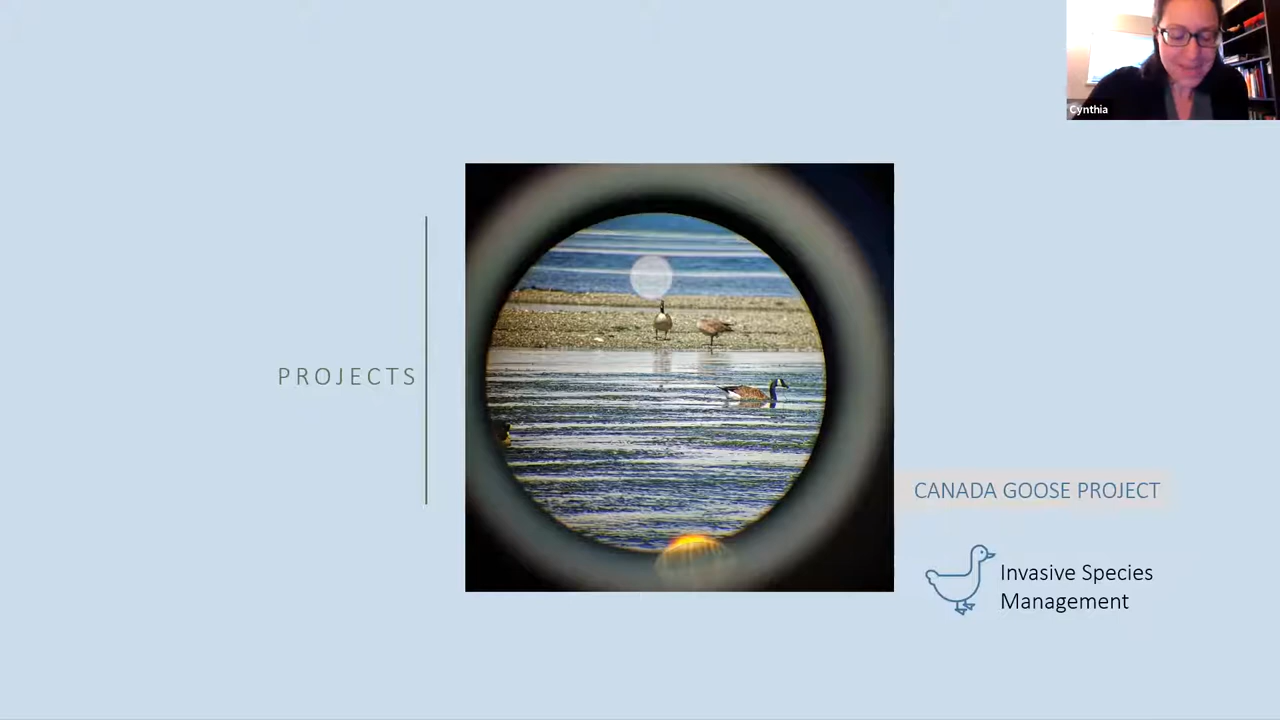 Cynthia
PROJECTS
CANADA GOOSE PROJECT
Invasive Species
Management